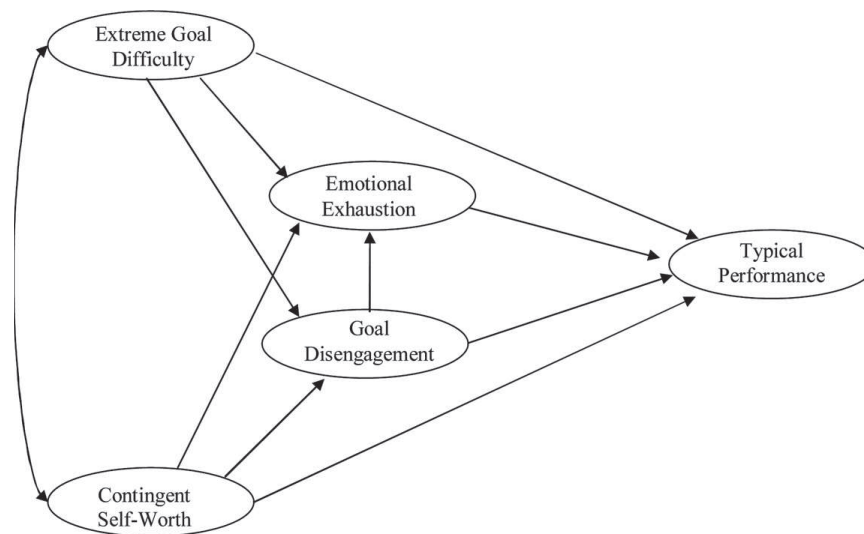 Extreme Goal
Difficulty
Emotional
Exhaustion
Typical
Performance
Goal
Disengagement
Contingent
Self-Worth